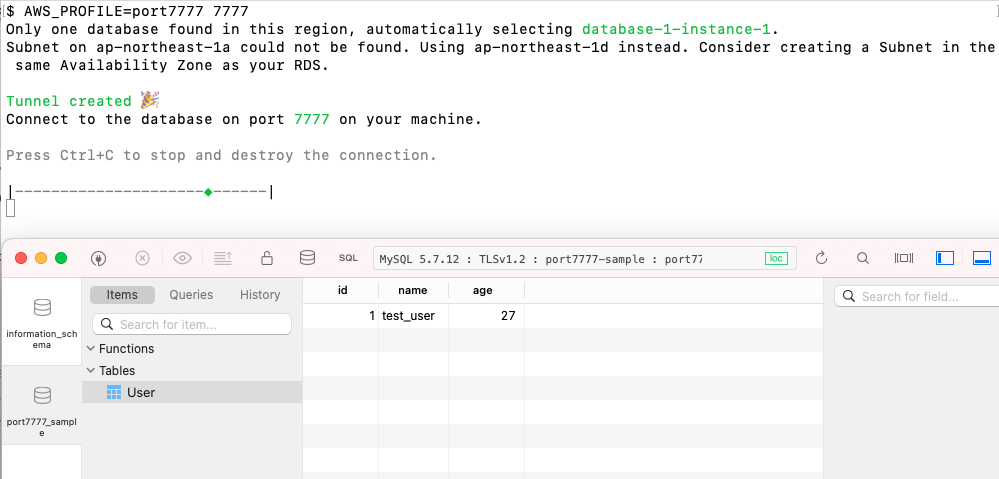 $ AWS_PROFILE=port7777 7777
Only one database found in this region, automatically selecting database-1-instance-1.
Subnet on ap-northeast-1a could not be found. Using ap-northeast-1d instead. Consider creating a Subnet in the
same Availability Zone as your RDS.
Tunnel created 🎉
Connect to the database on port 7777 on your machine.
Press Ctrl+C to stop and destroy the connection.
|---------------------◆------|
SQL MySQL 5.7.12 : TLSv1.2 : port7777-sample : port77 loc
information_sch
ema
port7777_sampl
e
Items Queries History
Search for item...
Functions
Tables
User
id name age
1 test_user 27
Search for field...